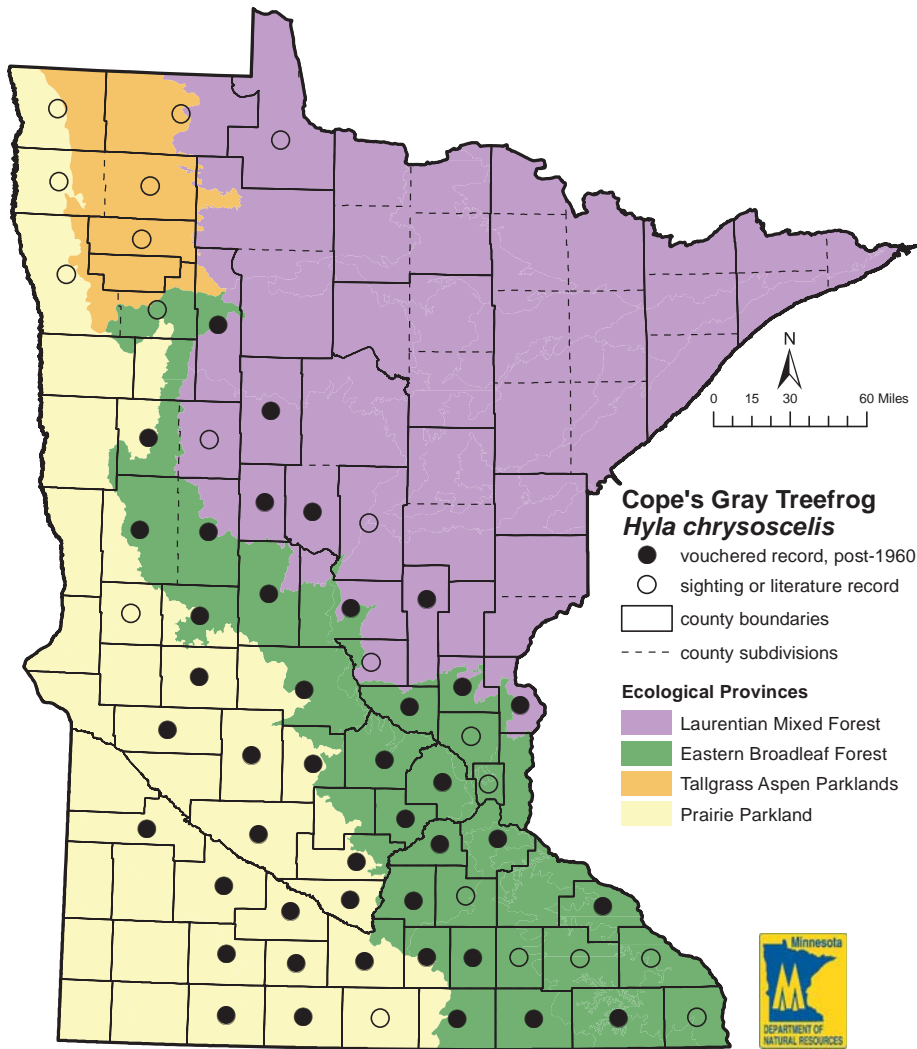 N
0 15 30 60 Miles
Cope's Gray Treefrog
Hyla chrysoscelis
vouchered record, post-1960
sighting or literature record
county boundaries
county subdivisions
Ecological Provinces
Laurentian Mixed Forest
Eastern Broadleaf Forest
Tallgrass Aspen Parklands
Prairie Parkland
Minnesota
M
DEPARTMENT OF
NATURAL RESOURCES